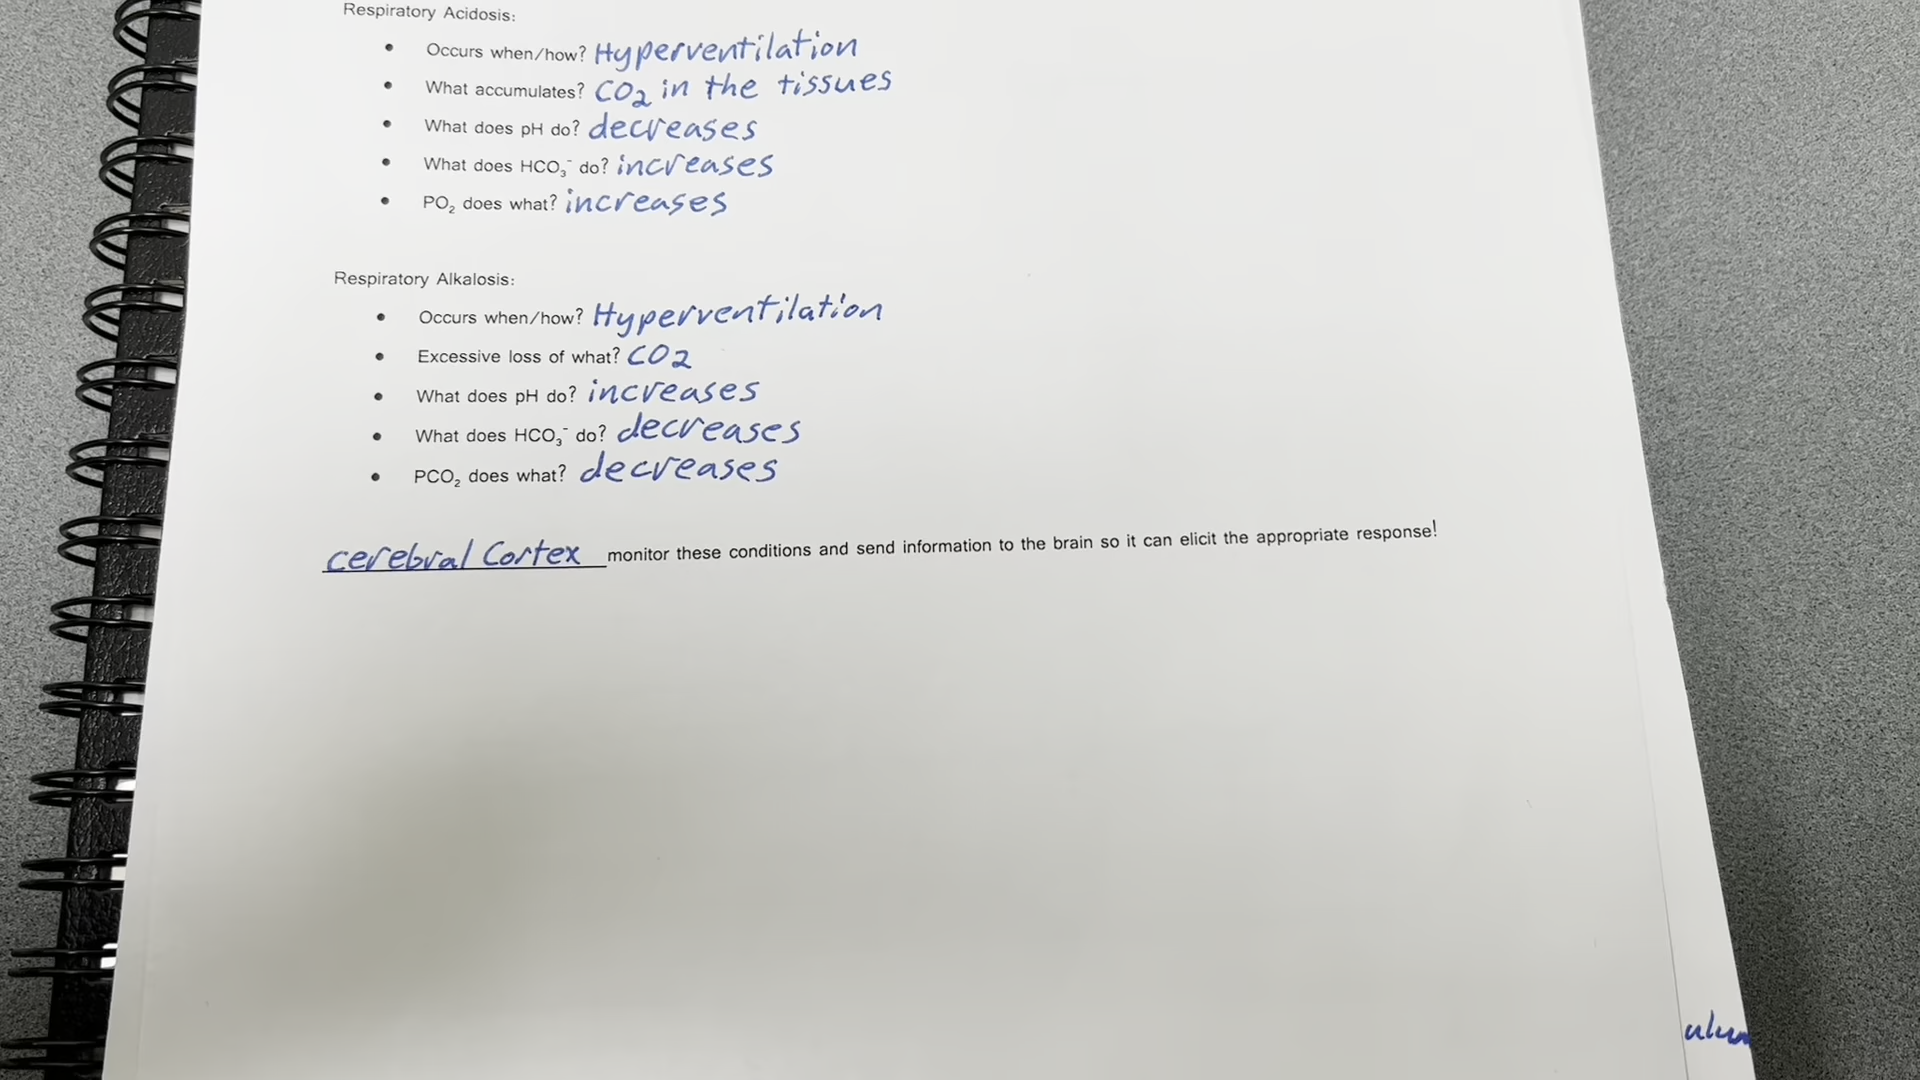 Respiratory Acidosis:
• Occurs when/how? Hyperventilation
• What accumulates? CO₂ in the tissues
• What does pH do? decreases
• What does HCO₃⁻ do? increases
• PO₂ does what? increases
Respiratory Alkalosis:
• Occurs when/how? Hyperventilation
• Excessive loss of what? CO2
• What does pH do? increases
• What does HCO₃⁻ do? decreases
• PCO₂ does what? decreases
cerebral Cortex monitor these conditions and send information to the brain so it can elicit the appropriate response!